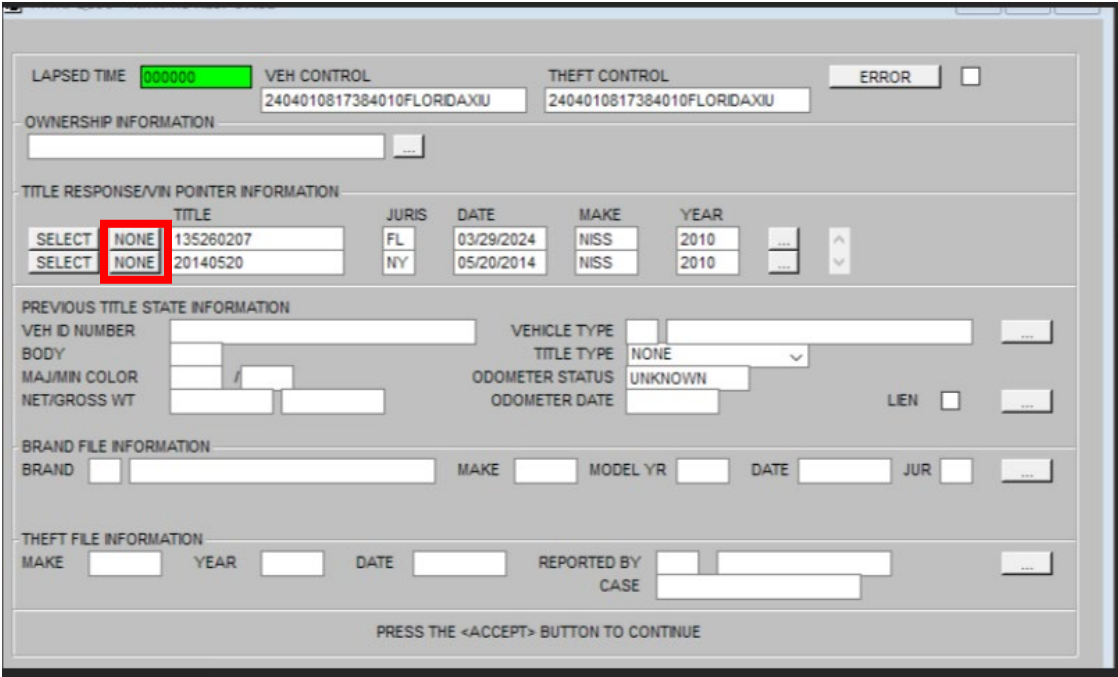 LAPSED TIME 000000 VEH CONTROL THEFT CONTROL ERROR
2404010817384010FLORIDAXIU 2404010817384010FLORIDAXIU
OWNERSHIP INFORMATION
...
TITLE RESPONSE/VIN POINTER INFORMATION
TITLE JURIS DATE MAKE YEAR
SELECT NONE 135260207 FL 03/29/2024 NISS 2010 ...
SELECT NONE 20140520 NY 05/20/2014 NISS 2010 ...
PREVIOUS TITLE STATE INFORMATION
VEH ID NUMBER VEHICLE TYPE ...
BODY TITLE TYPE NONE
MAJ/MIN COLOR / ODOMETER STATUS UNKNOWN
NET/GROSS WT ODOMETER DATE LIEN ...
BRAND FILE INFORMATION
BRAND MAKE MODEL YR DATE JUR ...
THEFT FILE INFORMATION
MAKE YEAR DATE REPORTED BY ...
CASE
PRESS THE <ACCEPT> BUTTON TO CONTINUE